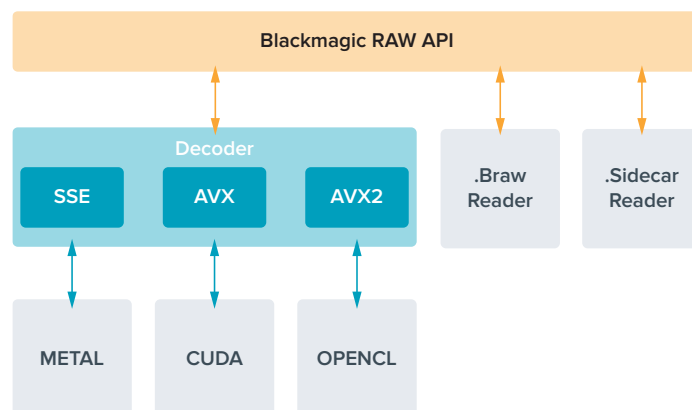 Blackmagic RAW API
Decoder
SSE
AVX
AVX2
.Braw
Reader
.Sidecar
Reader
METAL
CUDA
OPENCL